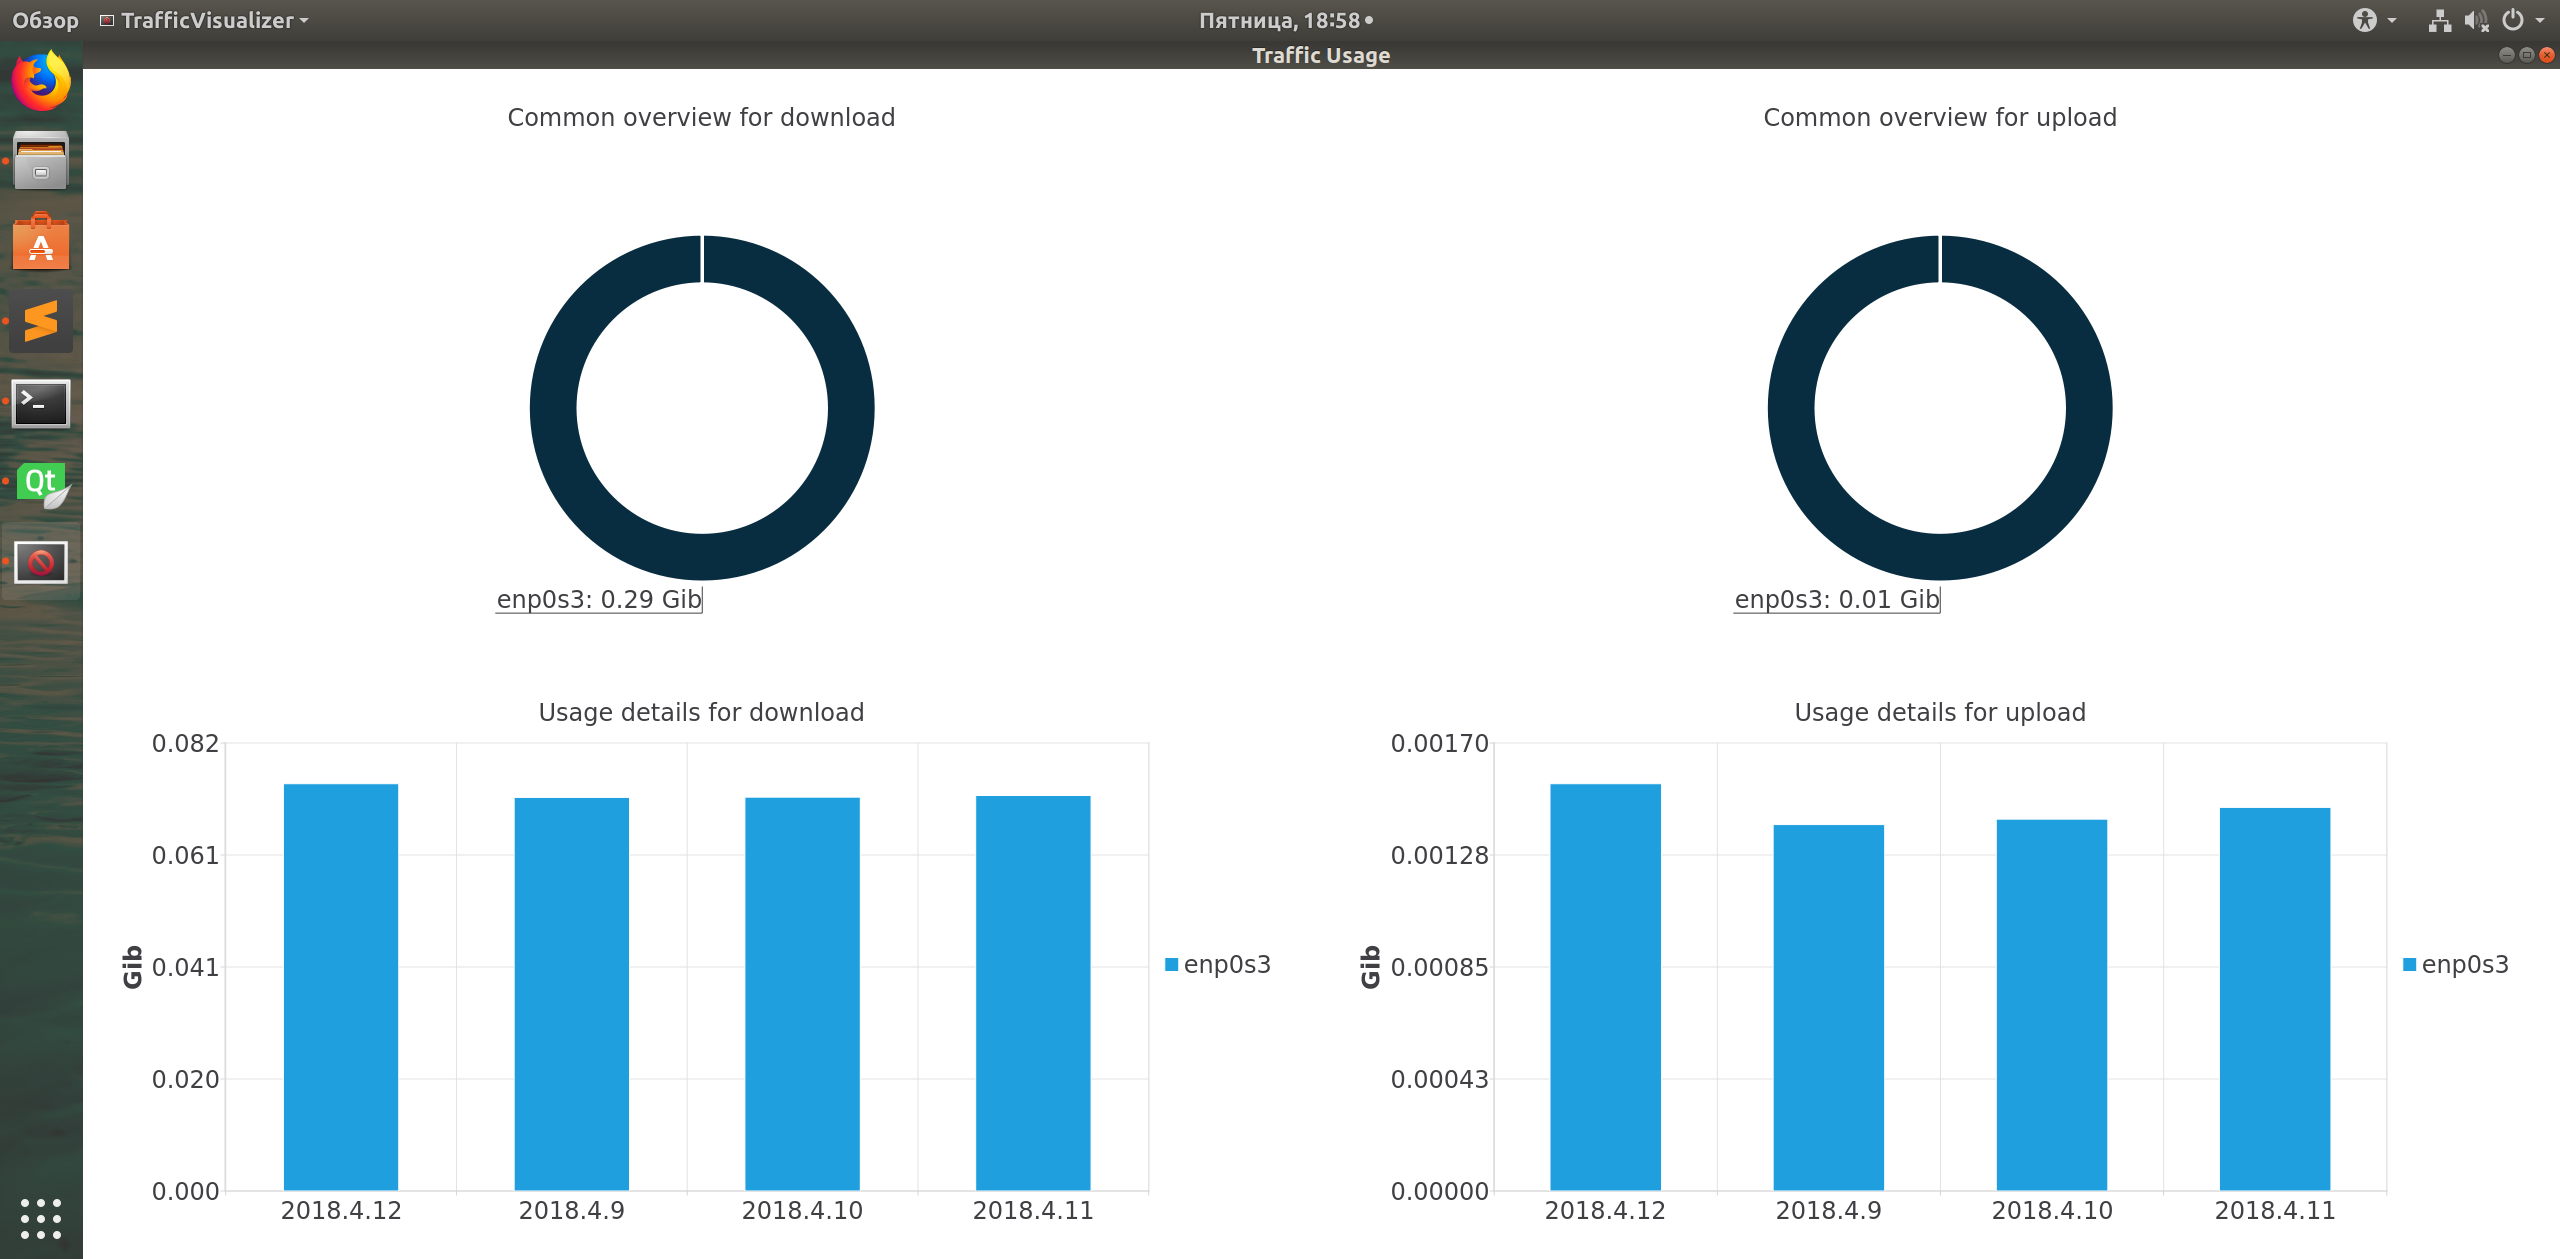 Обзор TrafficVisualizer Пятница, 18:58
Traffic Usage
Common overview for download
enp0s3: 0.29 Gib
Common overview for upload
enp0s3: 0.01 Gib
Usage details for download
0.082
0.061
0.041
0.020
0.000
Gib
2018.4.12 2018.4.9 2018.4.10 2018.4.11
enp0s3
Usage details for upload
0.00170
0.00128
0.00085
0.00043
0.00000
Gib
2018.4.12 2018.4.9 2018.4.10 2018.4.11
enp0s3
Qt